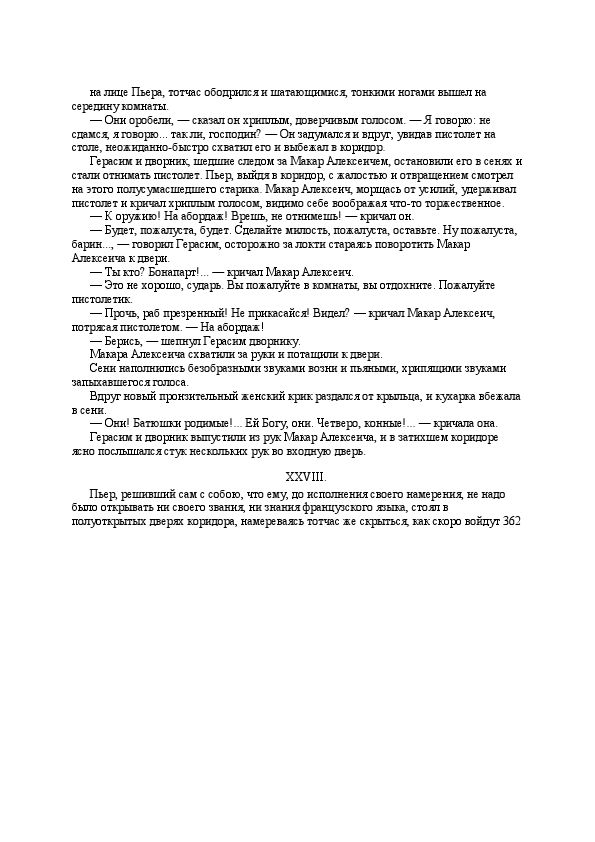 на лице Пьера, тотчас ободрился и шатающимися, тонкими ногами вышел на
середину комнаты.
— Они оробели, — сказал он хриплым, доверчивым голосом. — Я говорю: не
сдамся, я говорю... так ли, господин? — Он задумался и вдруг, увидав пистолет на
столе, неожиданно-быстро схватил его и выбежал в коридор.
Герасим и дворник, шедшие следом за Макар Алексеичем, остановили его в сенях и
стали отнимать пистолет. Пьер, выйдя в коридор, с жалостью и отвращением смотрел
на этого полусумасшедшего старика. Макар Алексеич, морщась от усилий, удерживал
пистолет и кричал хриплым голосом, видимо себе воображая что-то торжественное.
— К оружию! На абордаж! Врешь, не отнимешь! — кричал он.
— Будет, пожалуста, будет. Сделайте милость, пожалуста, оставьте. Ну пожалуста,
барин..., — говорил Герасим, осторожно за локти стараясь поворотить Макар
Алексеича к двери.
— Ты кто? Бонапарт!... — кричал Макар Алексеич.
— Это не хорошо, сударь. Вы пожалуйте в комнаты, вы отдохните. Пожалуйте
пистолетик.
— Прочь, раб презренный! Не прикасайся! Видел? — кричал Макар Алексеич,
потрясая пистолетом. — На абордаж!
— Берись, — шепнул Герасим дворнику.
Макара Алексеича схватили за руки и потащили к двери.
Сени наполнились безобразными звуками возни и пьяными, хрипящими звуками
запыхавшегося голоса.
Вдруг новый пронзительный женский крик раздался от крыльца, и кухарка вбежала
в сени.
— Они! Батюшки родимые!... Ей Богу, они. Четверо, конные!... — кричала она.
Герасим и дворник выпустили из рук Макар Алексеича, и в затихшем коридоре
ясно послышался стук нескольких рук во входную дверь.
XXVIII.
Пьер, решивший сам с собою, что ему, до исполнения своего намерения, не надо
было открывать ни своего звания, ни знания французского языка, стоял в
полуоткрытых дверях коридора, намереваясь тотчас же скрыться, как скоро войдут 362